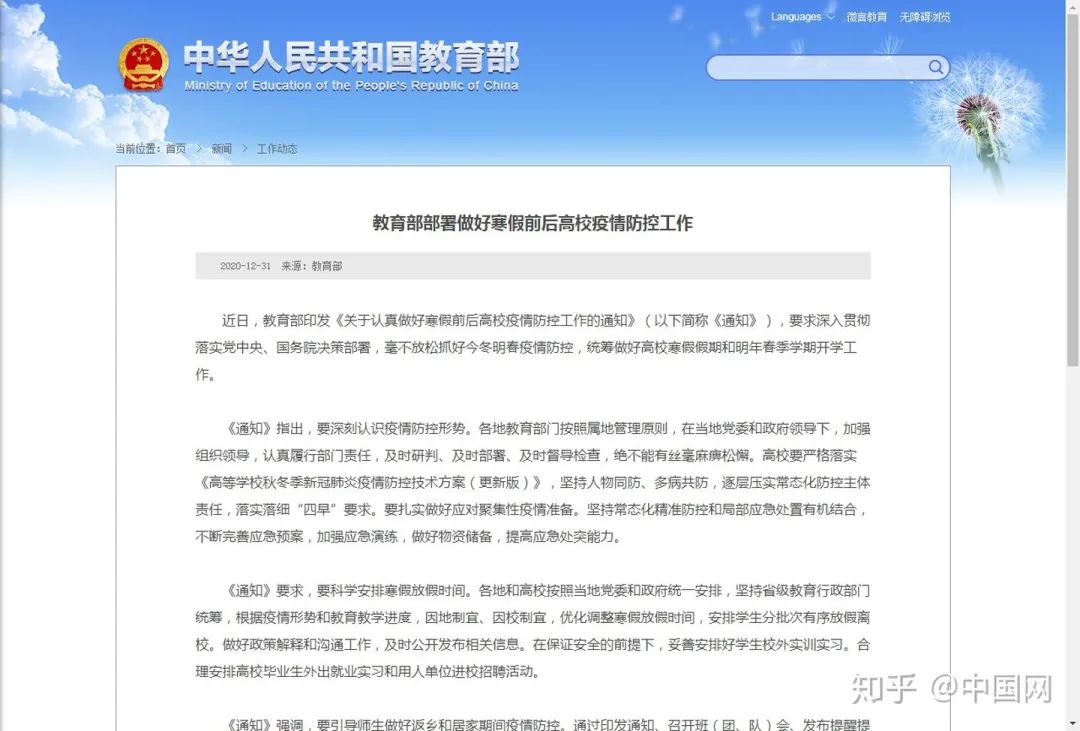 Languages 微言教育 无障碍浏览
中华人民共和国教育部
Ministry of Education of the People's Republic of China
当前位置：首页 > 新闻 > 工作动态
教育部部署做好寒假前后高校疫情防控工作
2020-12-31 来源：教育部
近日，教育部印发《关于认真做好寒假前后高校疫情防控工作的通知》（以下简称《通知》），要求深入贯彻
落实党中央、国务院决策部署，毫不放松抓好今冬明春疫情防控，统筹做好高校寒假假期和明年春季学期开学工
作。
《通知》指出，要深刻认识疫情防控形势。各地教育部门按照属地管理原则，在当地党委和政府领导下，加强
组织领导，认真履行部门责任，及时研判、及时部署、及时督导检查，绝不能有丝毫麻痹松懈。高校要严格落实
《高等学校秋冬季新冠肺炎疫情防控技术方案（更新版）》，坚持人物同防、多病共防，逐层压实常态化防控主体
责任，落实落细“四早”要求。要扎实做好应对聚集性疫情准备。坚持常态化精准防控和局部应急处置有机结合，
不断完善应急预案，加强应急演练，做好物资储备，提高应急处突能力。
《通知》要求，要科学安排寒假放假时间。各地和高校按照当地党委和政府统一安排，坚持省级教育行政部门
统筹，根据疫情形势和教育教学进度，因地制宜、因校制宜，优化调整寒假放假时间，安排学生分批次有序放假离
校。做好政策解释和沟通工作，及时公开发布相关信息。在保证安全的前提下，妥善安排好学生校外实训实习。合
理安排高校毕业生外出就业实习和用人单位进校招聘活动。
《通知》强调，要引导师生做好返乡和居家期间疫情防控。通过印发通知、召开班（团、队）会、发布提醒提
知乎 @中国网